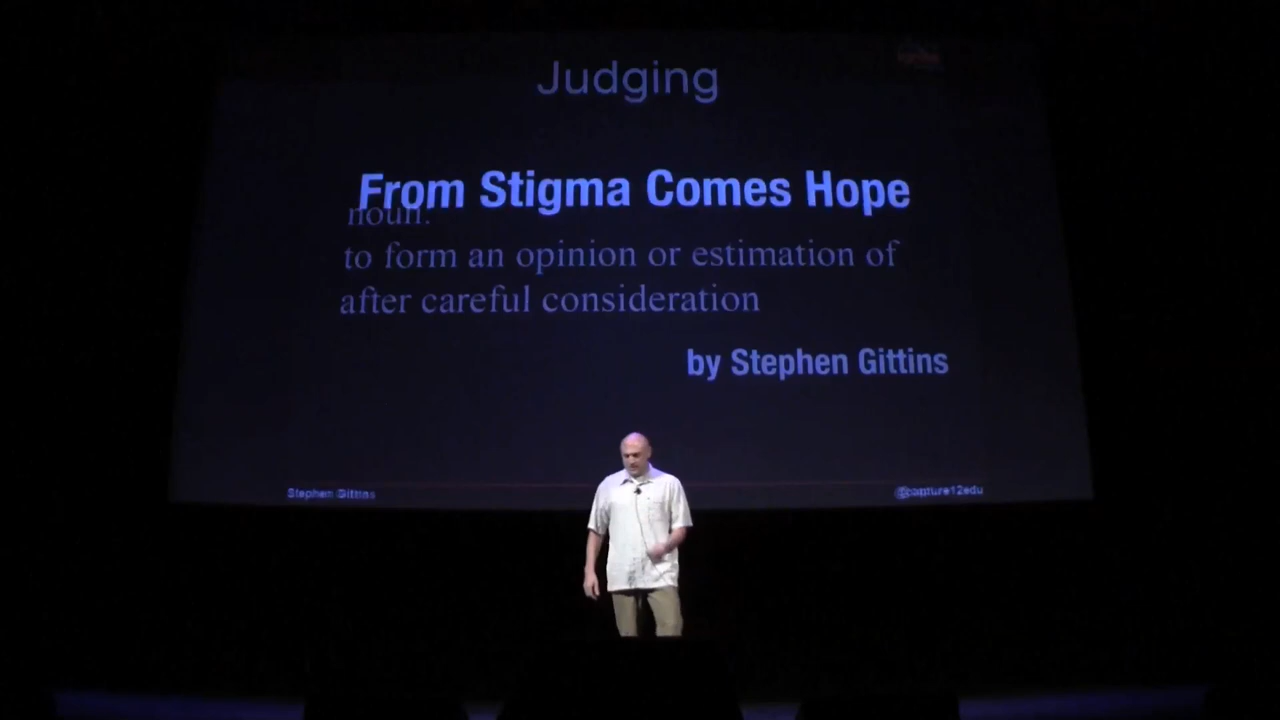 Judging
From Stigma Comes Hope
noun.
to form an opinion or estimation of
after careful consideration
by Stephen Gittins
Stephen Gittins
@capture12edu